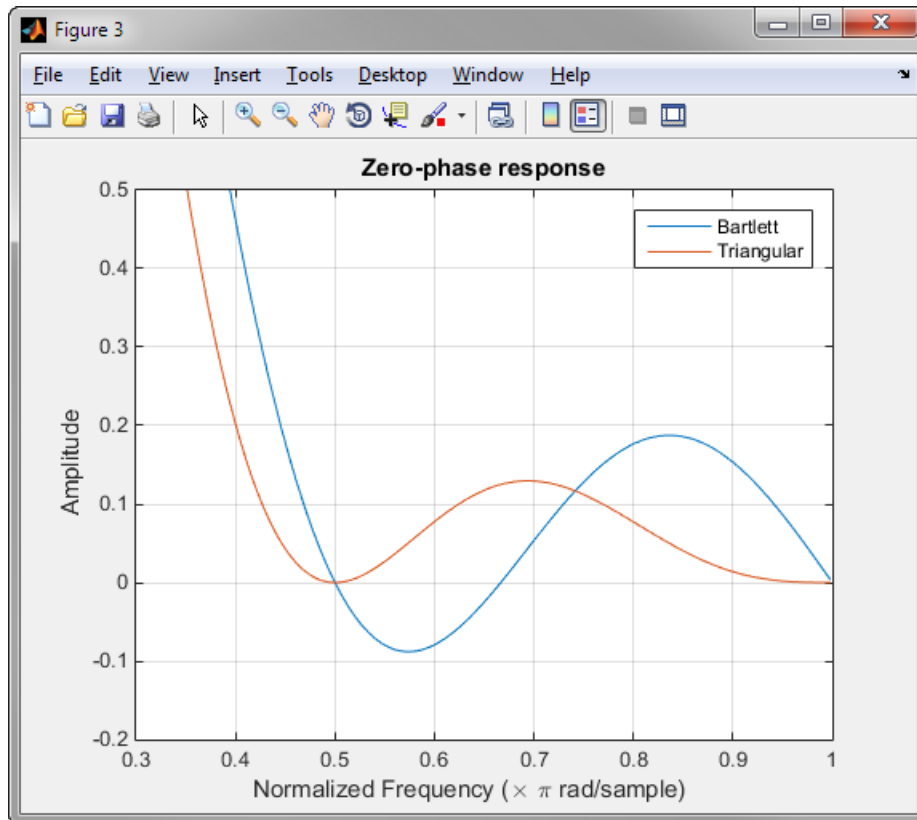 Figure 3
File Edit View Insert Tools Desktop Window Help
Zero-phase response
0.5
0.4
0.3
0.2
0.1
0
-0.1
-0.2
Amplitude
Bartlett
Triangular
0.3 0.4 0.5 0.6 0.7 0.8 0.9 1
Normalized Frequency (× π rad/sample)